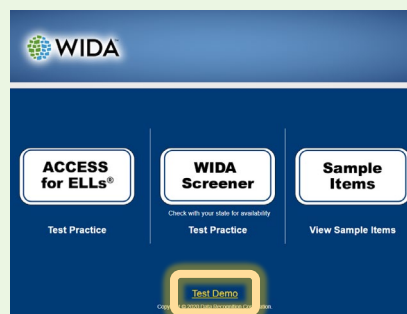 WIDA
ACCESS
for ELLs®
Test Practice
WIDA
Screener
Check with your state for availability
Test Practice
Sample
Items
View Sample Items
Test Demo